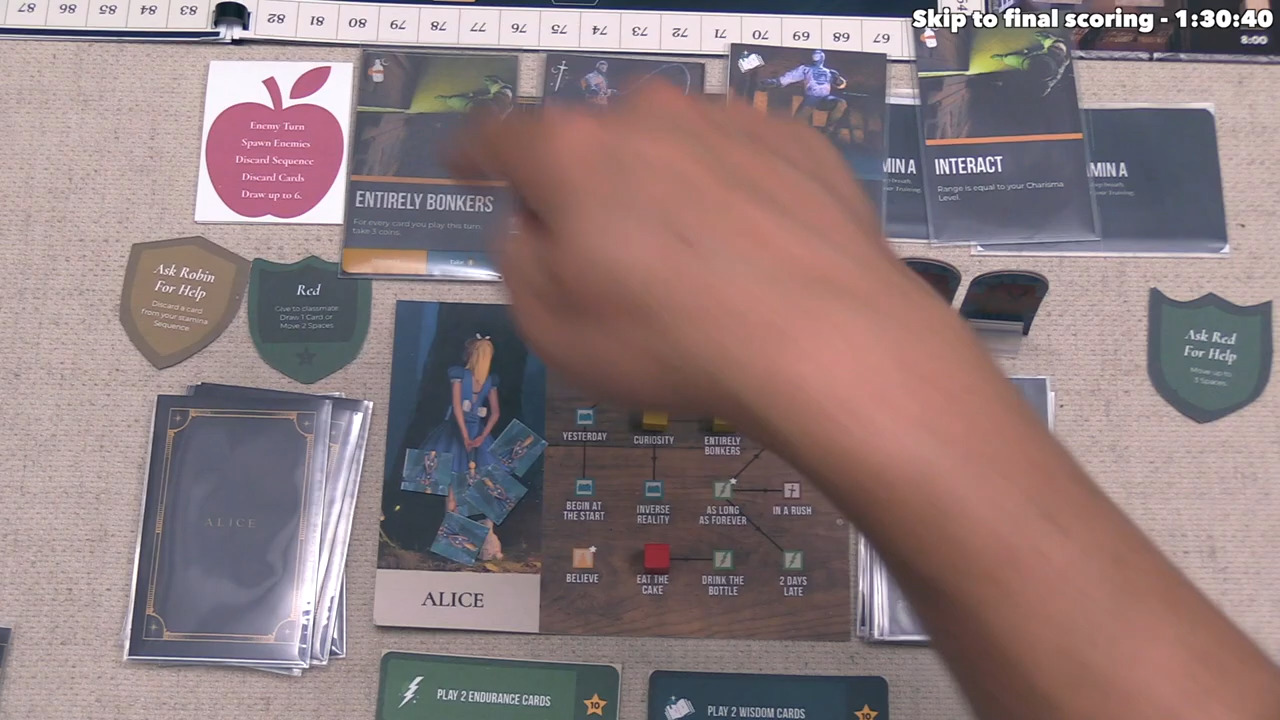 Skip to final scoring - 1:30:40
87 86 85 84 83 82 81 80 79 78 77 76 75 74 73 72 71 70 69 68 67
8:00
Enemy Turn
Spawn Enemies
Discard Sequence
Discard Cards
Draw up to 6.
ENTIRELY BONKERS
For every card you play this turn,
take 3 coins.
Take
MINA
INTERACT
Range is equal to your Charisma
Level.
MINA
Ask Robin
For Help
Discard a card
from your stamina
Sequence.
Red
Give to classmate.
Draw 1 Card or
Move 2 Spaces
Ask Red
For Help
Move up to
3 Spaces
ALICE
YESTERDAY
CURIOSITY
ENTIRELY
BONKERS
BEGIN AT
THE START
INVERSE
REALITY
AS LONG
AS FOREVER
IN A RUSH
BELIEVE
EAT THE
CAKE
DRINK THE
BOTTLE
2 DAYS
LATE
ALICE
PLAY 2 ENDURANCE CARDS
10
PLAY 2 WISDOM CARDS
10